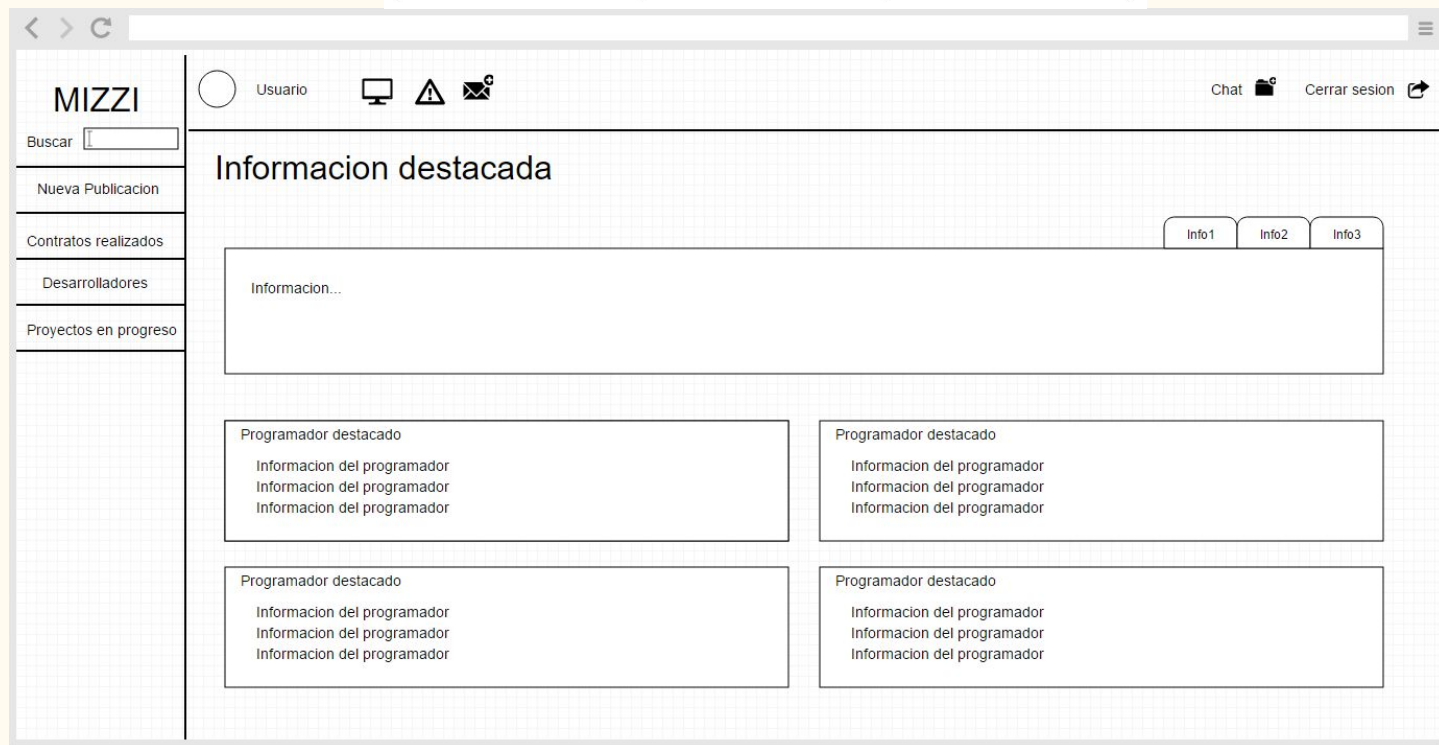 MIZZI
Buscar
Nueva Publicacion
Contratos realizados
Desarrolladores
Proyectos en progreso
Usuario
Chat
Cerrar sesion
Informacion destacada
Info1
Info2
Info3
Informacion...
Programador destacado
Informacion del programador
Informacion del programador
Informacion del programador
Programador destacado
Informacion del programador
Informacion del programador
Informacion del programador
Programador destacado
Informacion del programador
Informacion del programador
Informacion del programador
Programador destacado
Informacion del programador
Informacion del programador
Informacion del programador